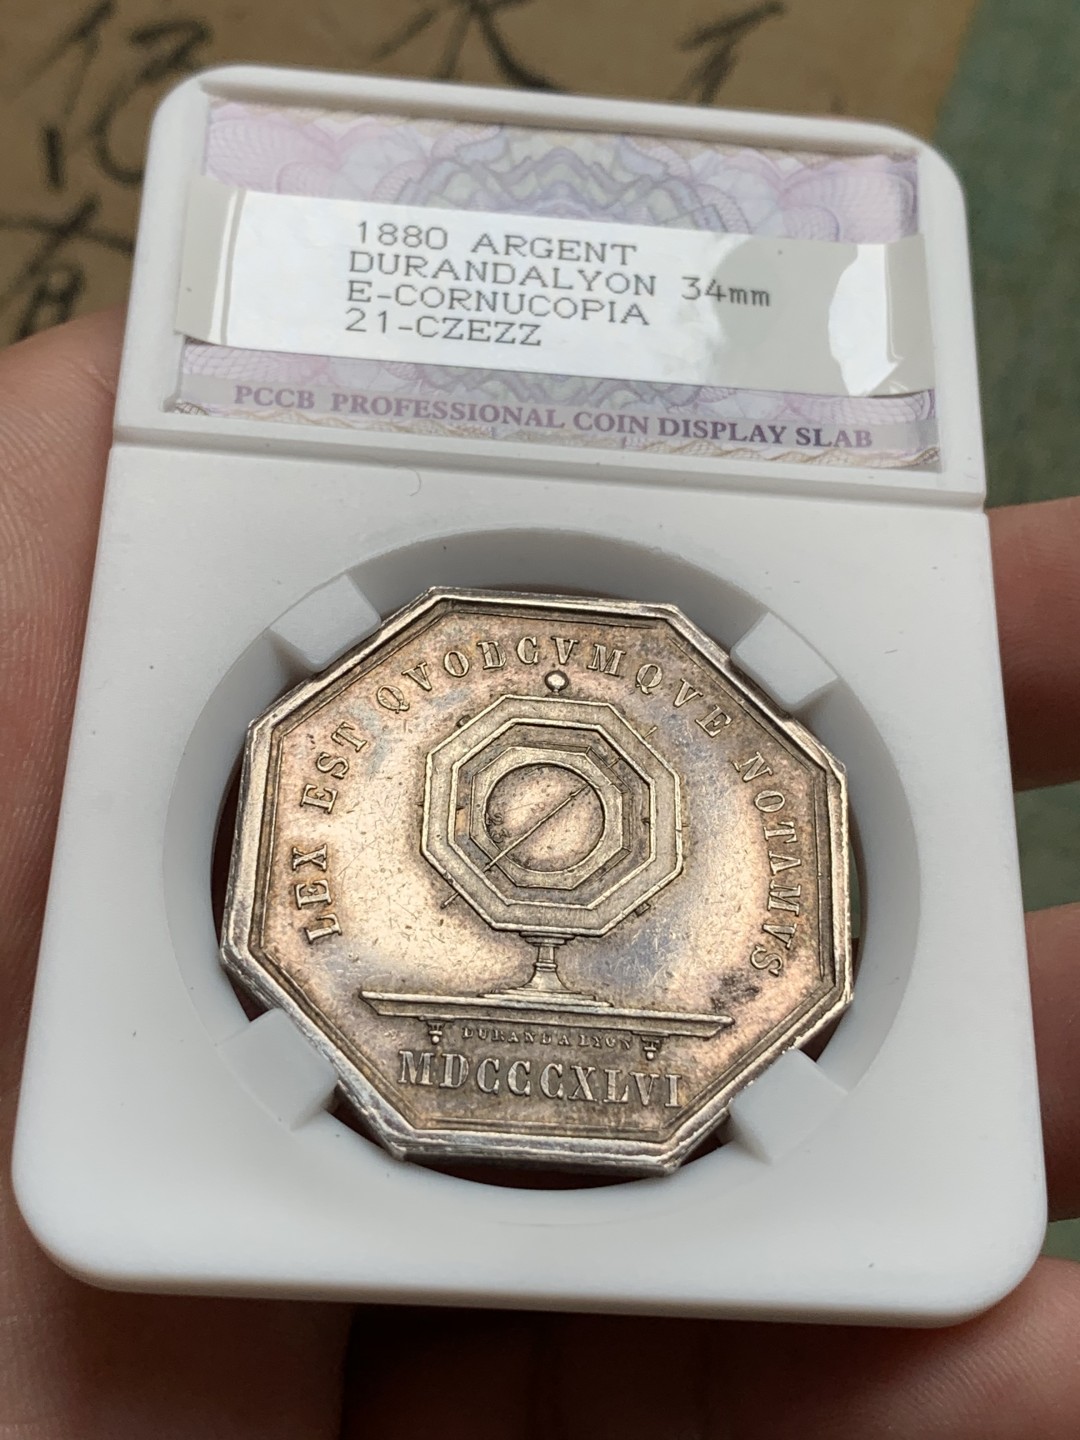 1880 ARGENT
DURANDALYON 34mm
E-CORNUCOPIA
21-CZEZZ
PCCB PROFESSIONAL COIN DISPLAY SLAB
LEX EST QVODCVMQVE NOTAMVS
DURAND A LYON
MDCCCXLVI